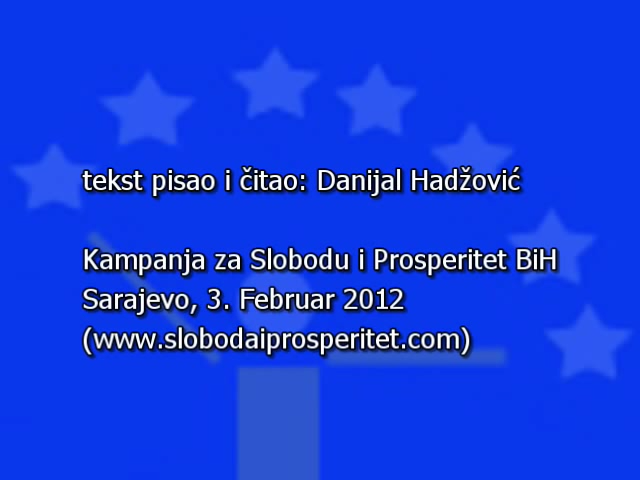 tekst pisao i čitao: Danijal Hadžović
Kampanja za Slobodu i Prosperitet BiH
Sarajevo, 3. Februar 2012
(www.slobodaiprosperitet.com)